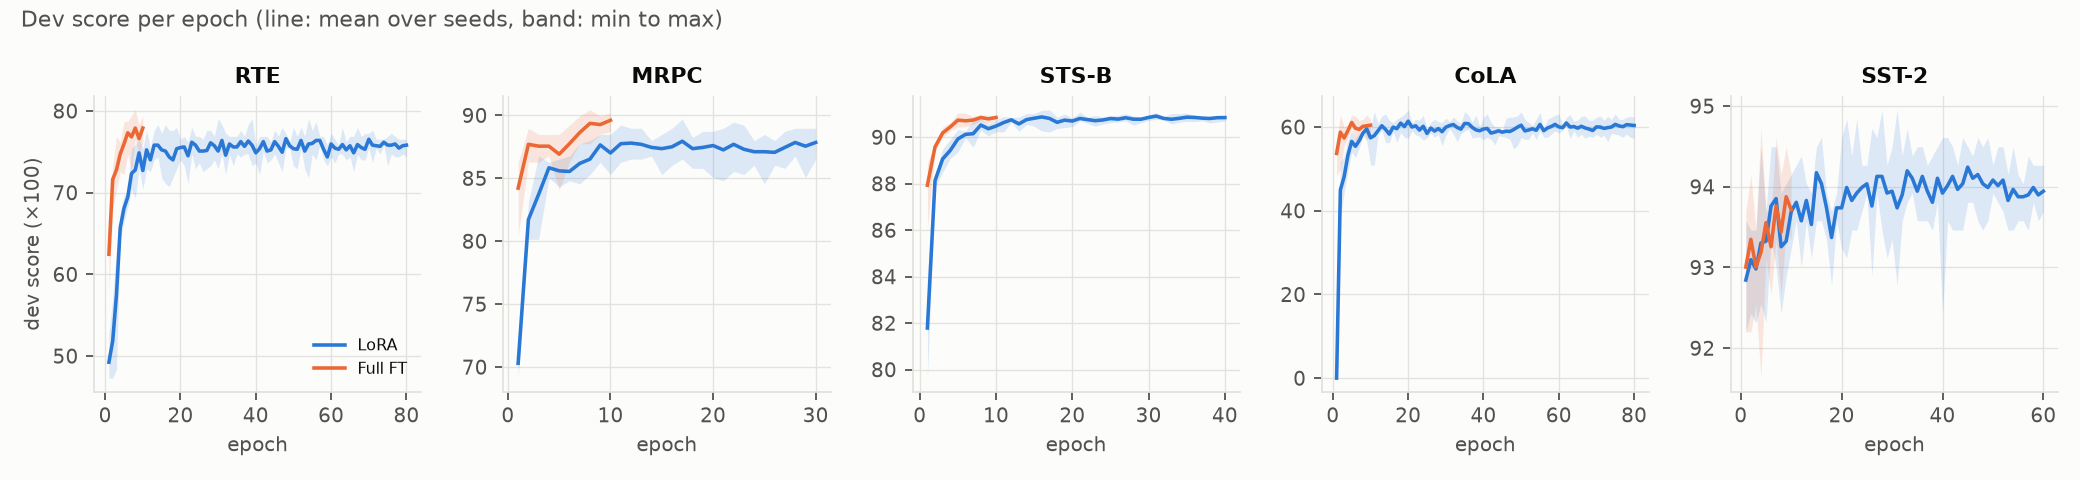 Dev score per epoch (line: mean over seeds, band: min to max)
RTE
MRPC
STS-B
CoLA
SST-2
dev score (×100)
80
70
60
50
LoRA
Full FT
0 20 40 60 80
epoch
90
85
80
75
70
0 10 20 30
epoch
90
88
86
84
82
80
0 10 20 30 40
epoch
60
40
20
0
0 20 40 60 80
epoch
95
94
93
92
0 20 40 60
epoch